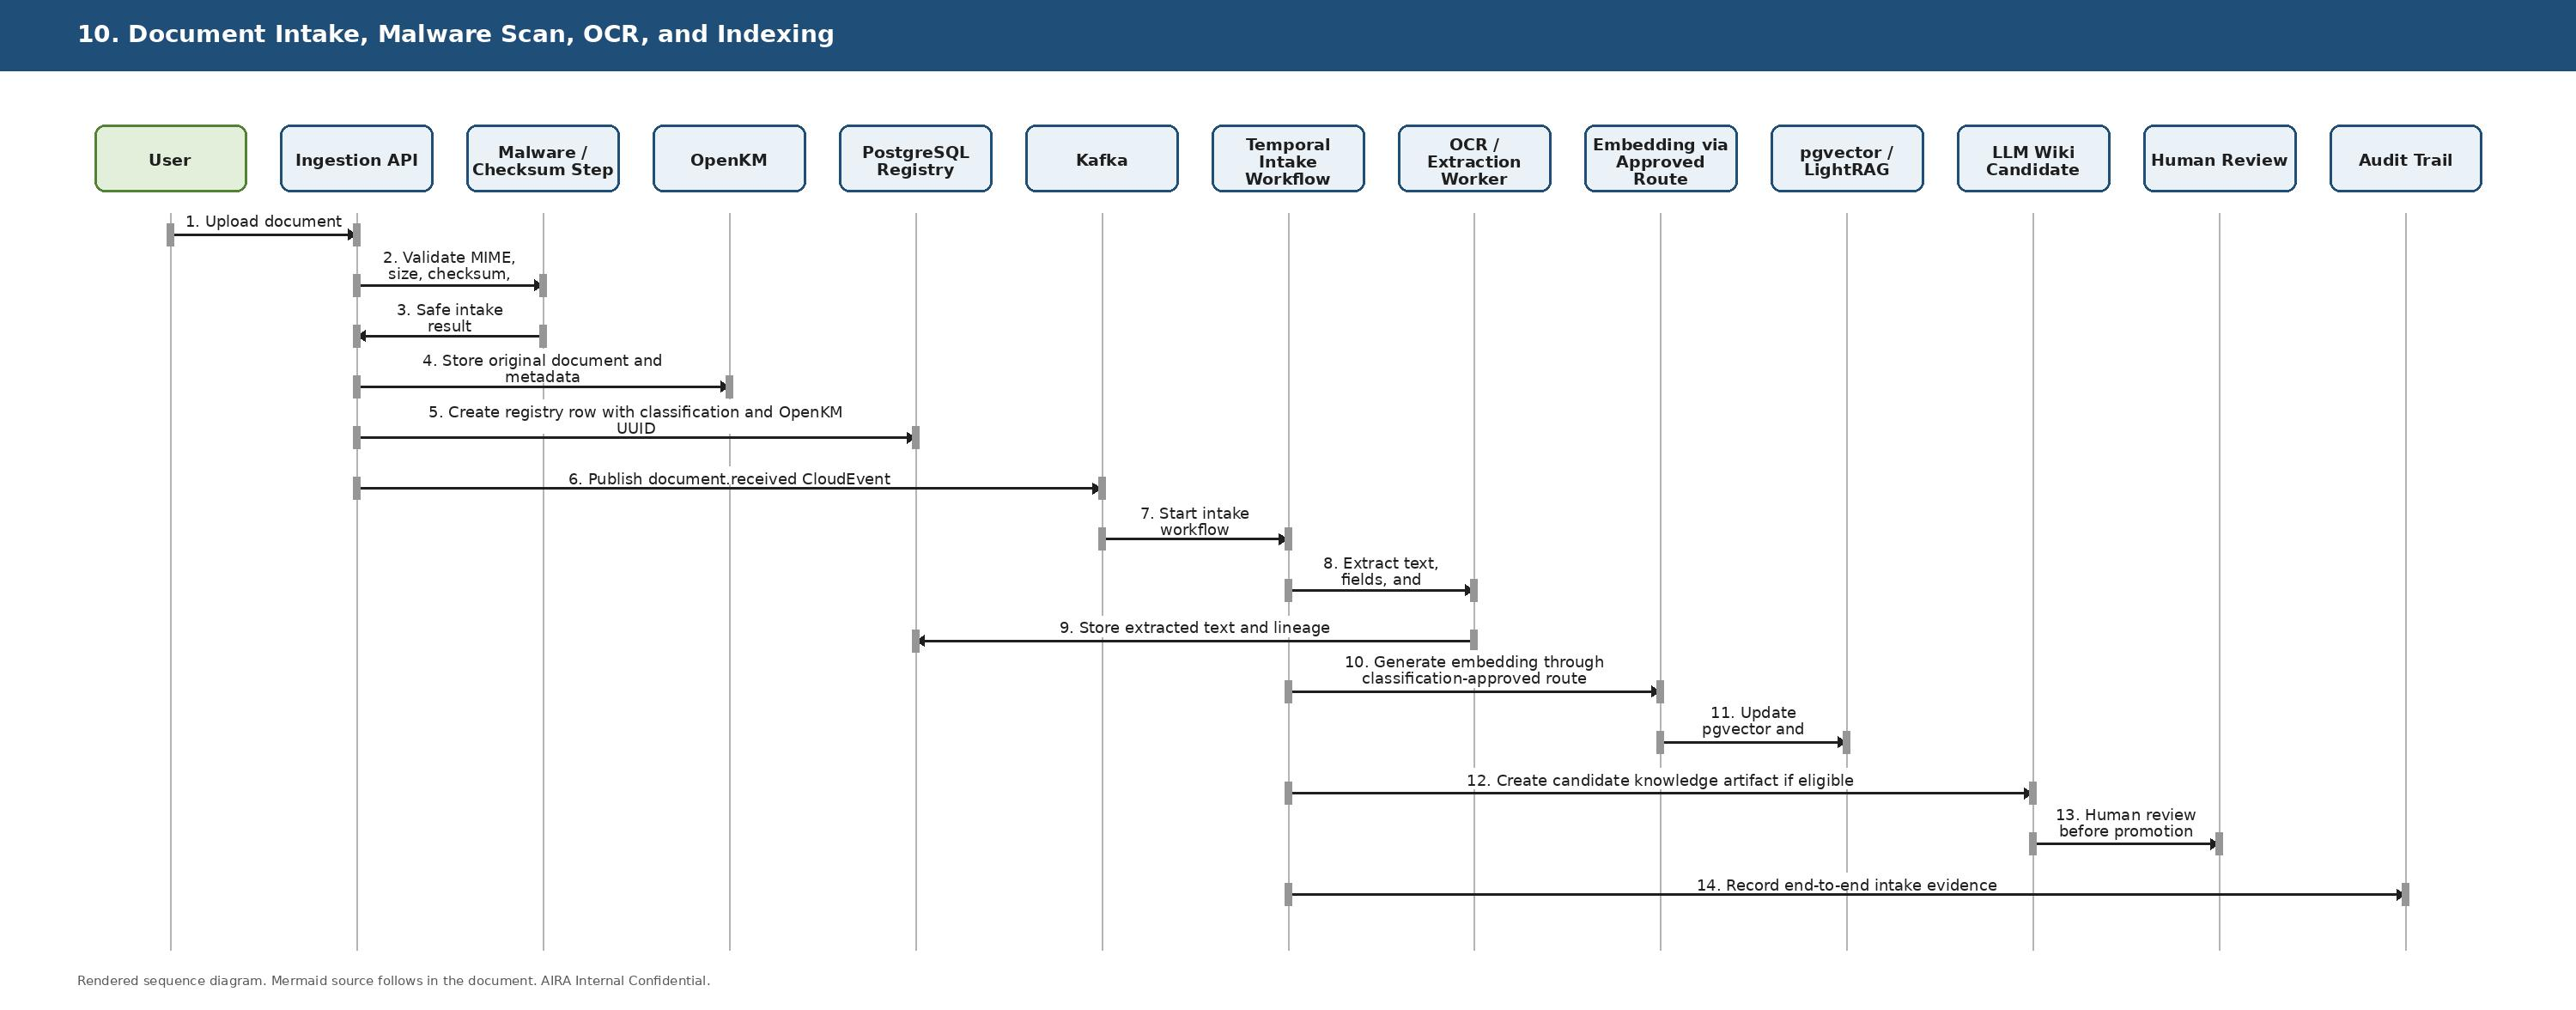 10. Document Intake, Malware Scan, OCR, and Indexing
User
Ingestion API
Malware /
Checksum Step
OpenKM
PostgreSQL
Registry
Kafka
Temporal
Intake
Workflow
OCR /
Extraction
Worker
Embedding via
Approved
Route
pgvector /
LightRAG
LLM Wiki
Candidate
Human Review
Audit Trail
1. Upload document
2. Validate MIME,
size, checksum,
3. Safe intake
result
4. Store original document and
metadata
5. Create registry row with classification and OpenKM
UUID
6. Publish document.received CloudEvent
7. Start intake
workflow
8. Extract text,
fields, and
9. Store extracted text and lineage
10. Generate embedding through
classification-approved route
11. Update
pgvector and
12. Create candidate knowledge artifact if eligible
13. Human review
before promotion
14. Record end-to-end intake evidence
Rendered sequence diagram. Mermaid source follows in the document. AIRA Internal Confidential.